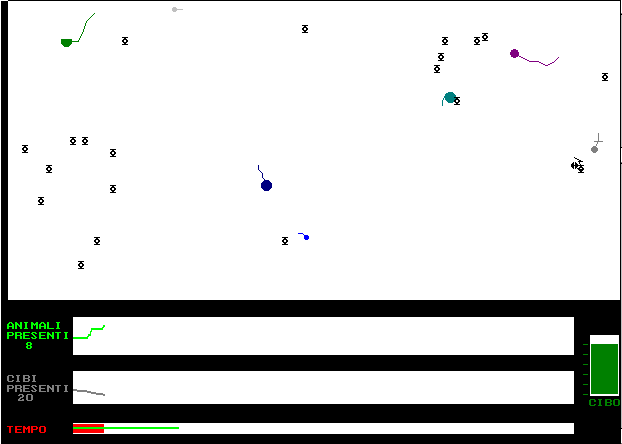 ANIMALI
PRESENTI
8
CIBI
PRESENTI
20
CIBO
TEMPO